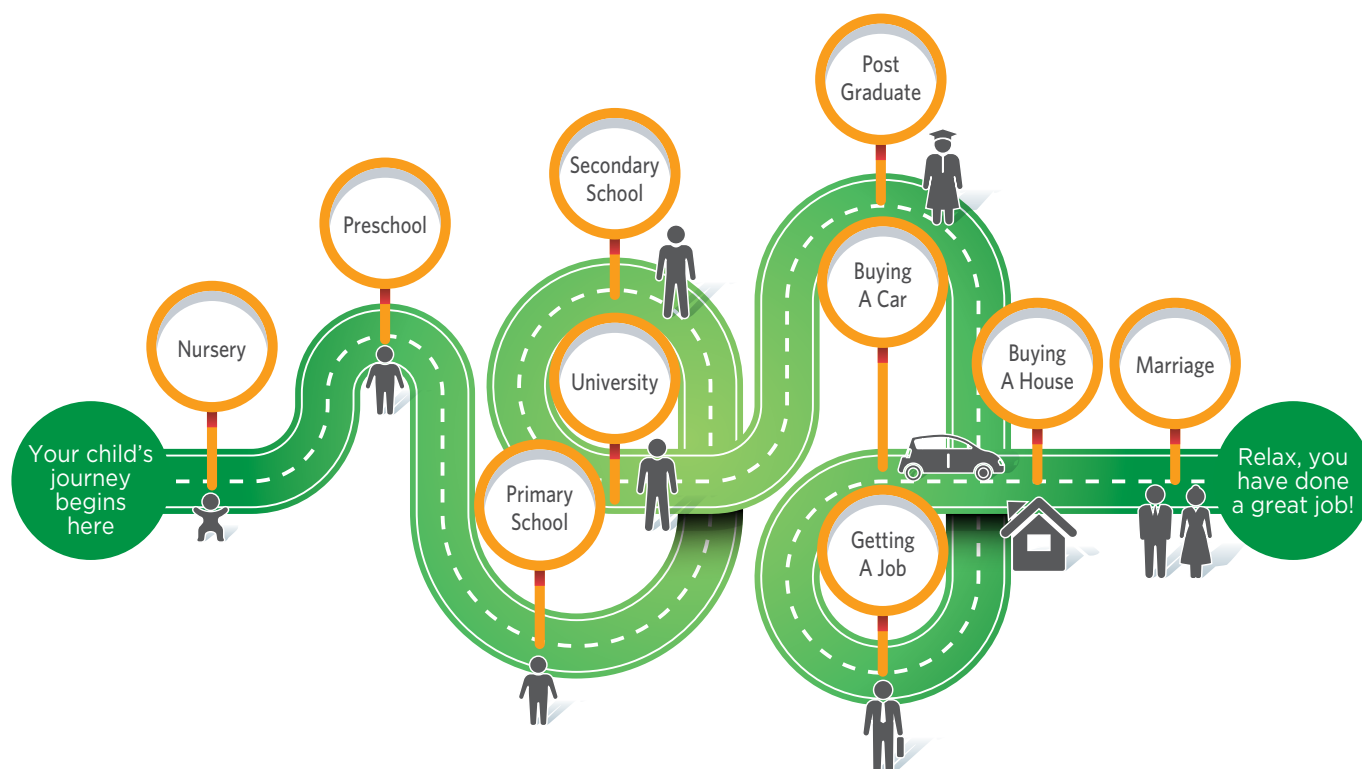 Your child's
journey
begins
here
Nursery
Preschool
Primary
School
Secondary
School
University
Post
Graduate
Getting
A Job
Buying
A Car
Buying
A House
Marriage
Relax, you
have done
a great job!